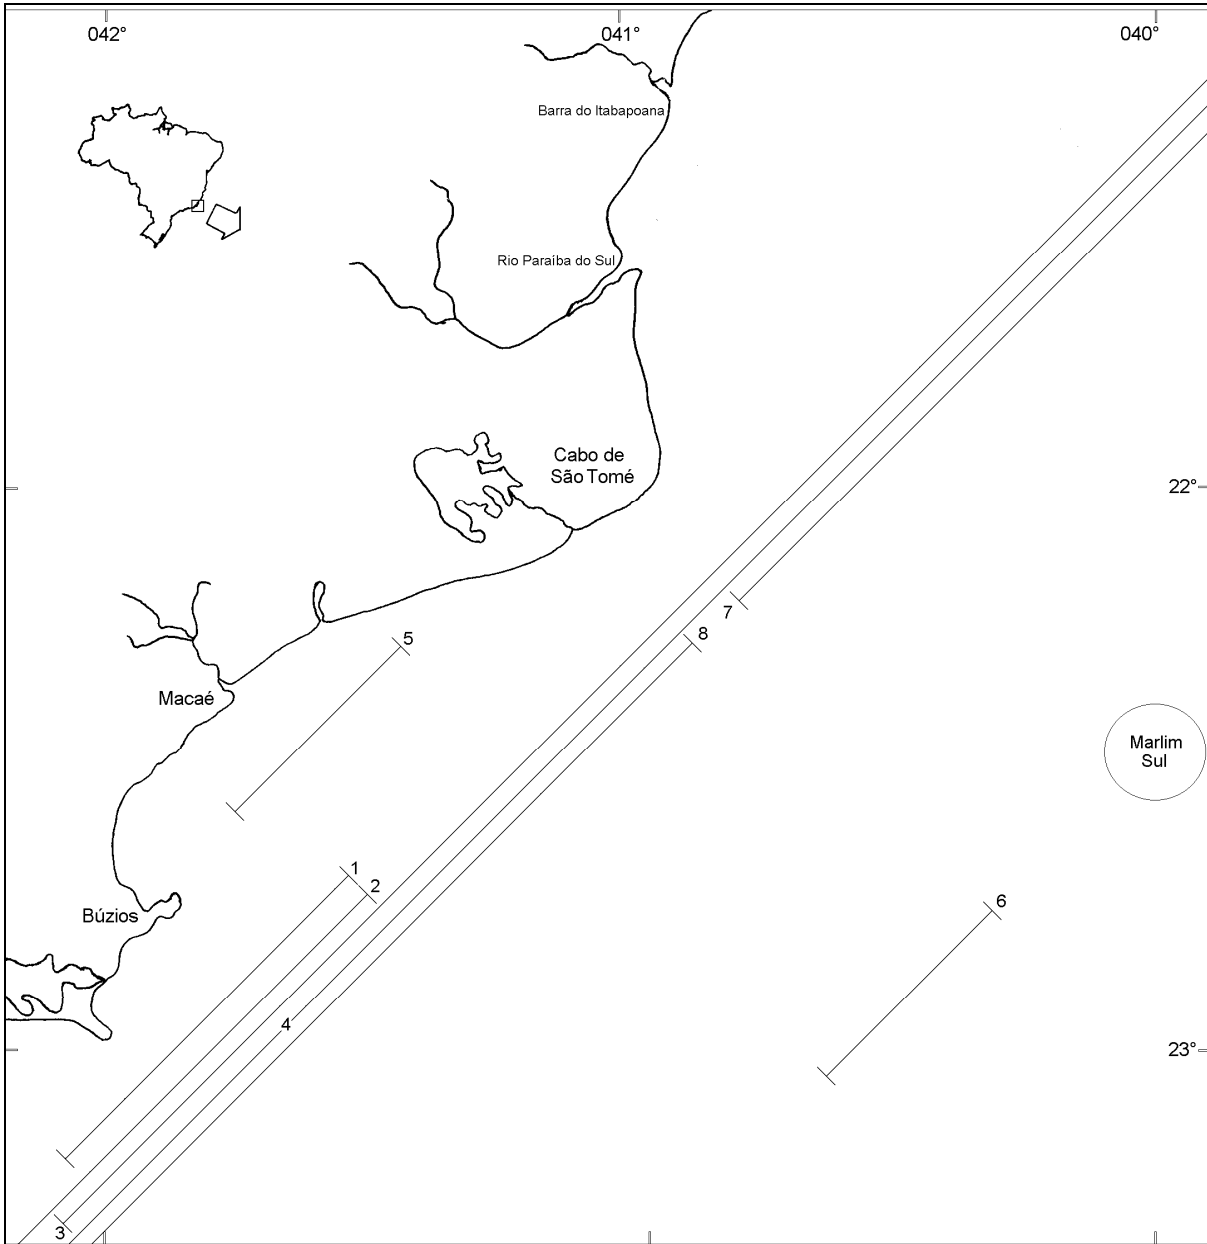 042°
041°
040°
Barra do Itabapoana
Rio Paraíba do Sul
Cabo de
São Tomé
22°
7
8
5
Macaé
Marlim
Sul
1
2
6
Búzios
4
23°
3